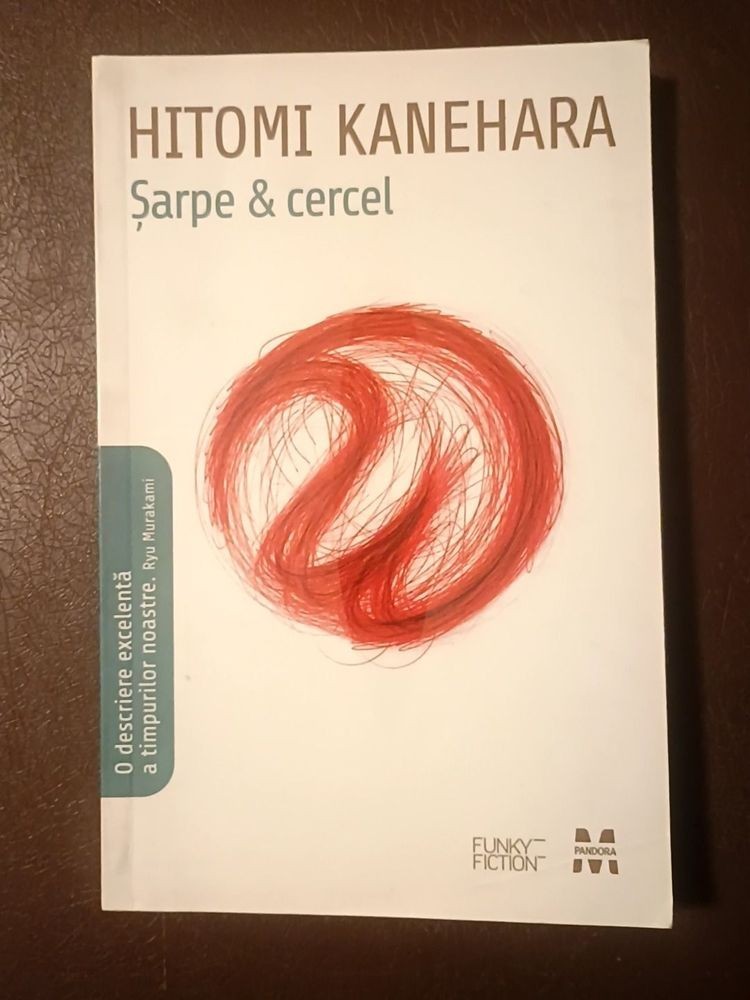 HITOMI KANEHARA
Șarpe & cercel
O descriere excelentă
a timpurilor noastre. Ryu Murakami
FUNKY
FICTION
PANDORA
M